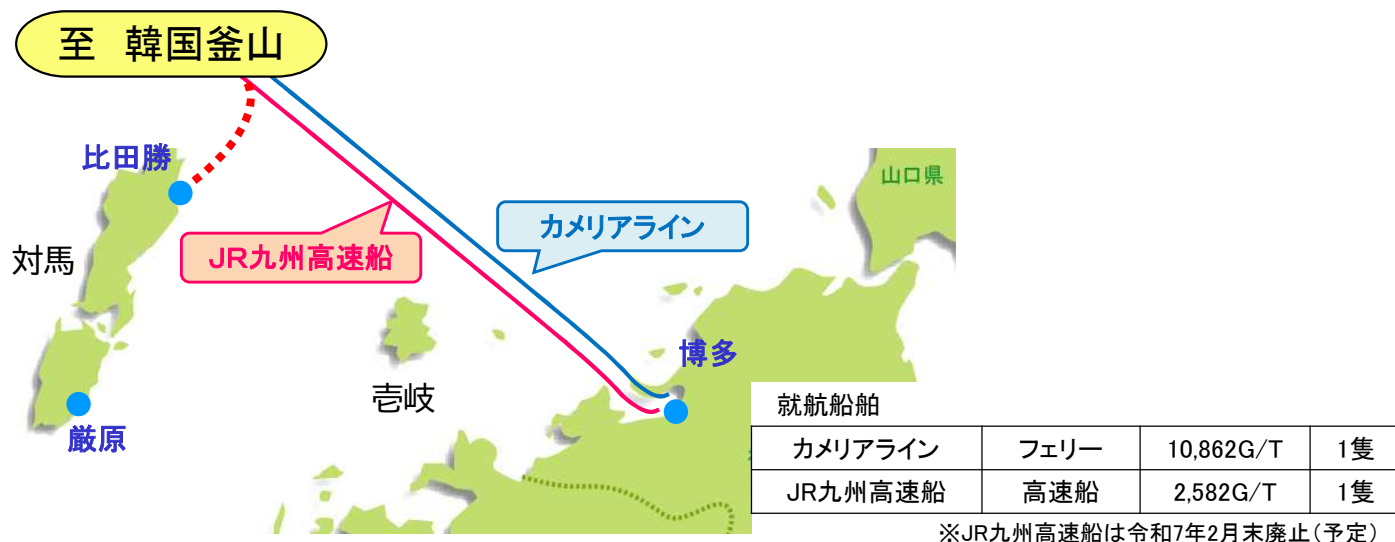 至 韓国釜山
比田勝
山口県
カメリアライン
対馬
JR九州高速船
博多
壱岐
厳原
就航船舶
カメリアライン フェリー 10,862G/T 1隻
JR九州高速船 高速船 2,582G/T 1隻
※JR九州高速船は令和7年2月末廃止(予定)